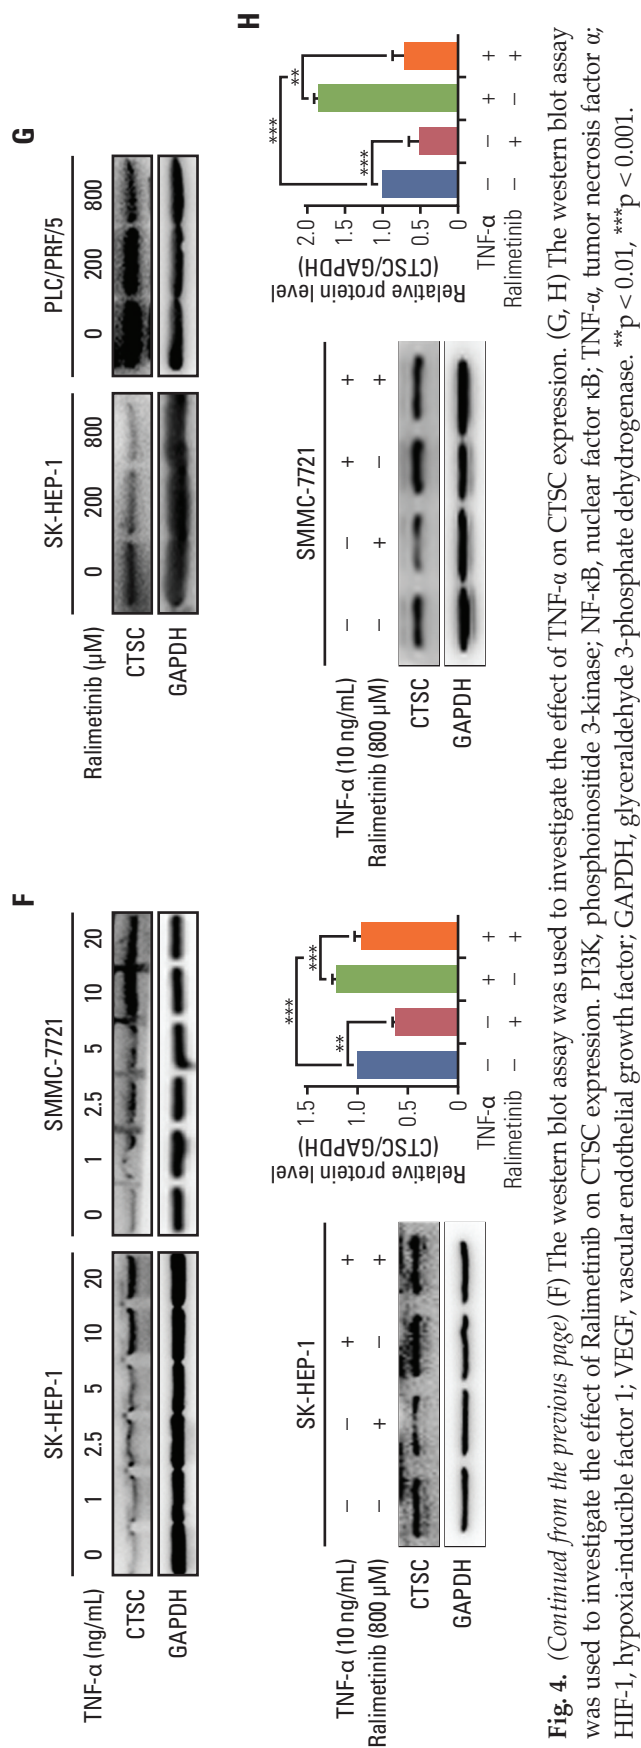 F
SK-HEP-1 SMMC-7721
TNF-α (ng/mL) 0 1 2.5 5 10 20 0 1 2.5 5 10 20
CTSC
GAPDH
G
SK-HEP-1 PLC/PRF/5
Ralimetinib (μM) 0 200 800 0 200 800
CTSC
GAPDH
H
SK-HEP-1
TNF-α (10 ng/mL) – – + +
Ralimetinib (800 μM) – + – +
CTSC
GAPDH
Relative protein level
(CTSC/GAPDH)
1.5
1.0
0.5
0
***
**
***
TNF-α – – + +
Ralimetinib – + – +
SMMC-7721
TNF-α (10 ng/mL) – – + +
Ralimetinib (800 μM) – + – +
CTSC
GAPDH
Relative protein level
(CTSC/GAPDH)
2.0
1.5
1.0
0.5
0
***
**
***
TNF-α – – + +
Ralimetinib – + – +
Fig. 4. (Continued from the previous page) (F) The western blot assay was used to investigate the effect of TNF-α on CTSC expression. (G, H) The western blot assay
was used to investigate the effect of Ralimetinib on CTSC expression. PI3K, phosphoinositide 3-kinase; NF-κB, nuclear factor κB; TNF-α, tumor necrosis factor α;
HIF-1, hypoxia-inducible factor 1; VEGF, vascular endothelial growth factor; GAPDH, glyceraldehyde 3-phosphate dehydrogenase. **p < 0.01, ***p < 0.001.